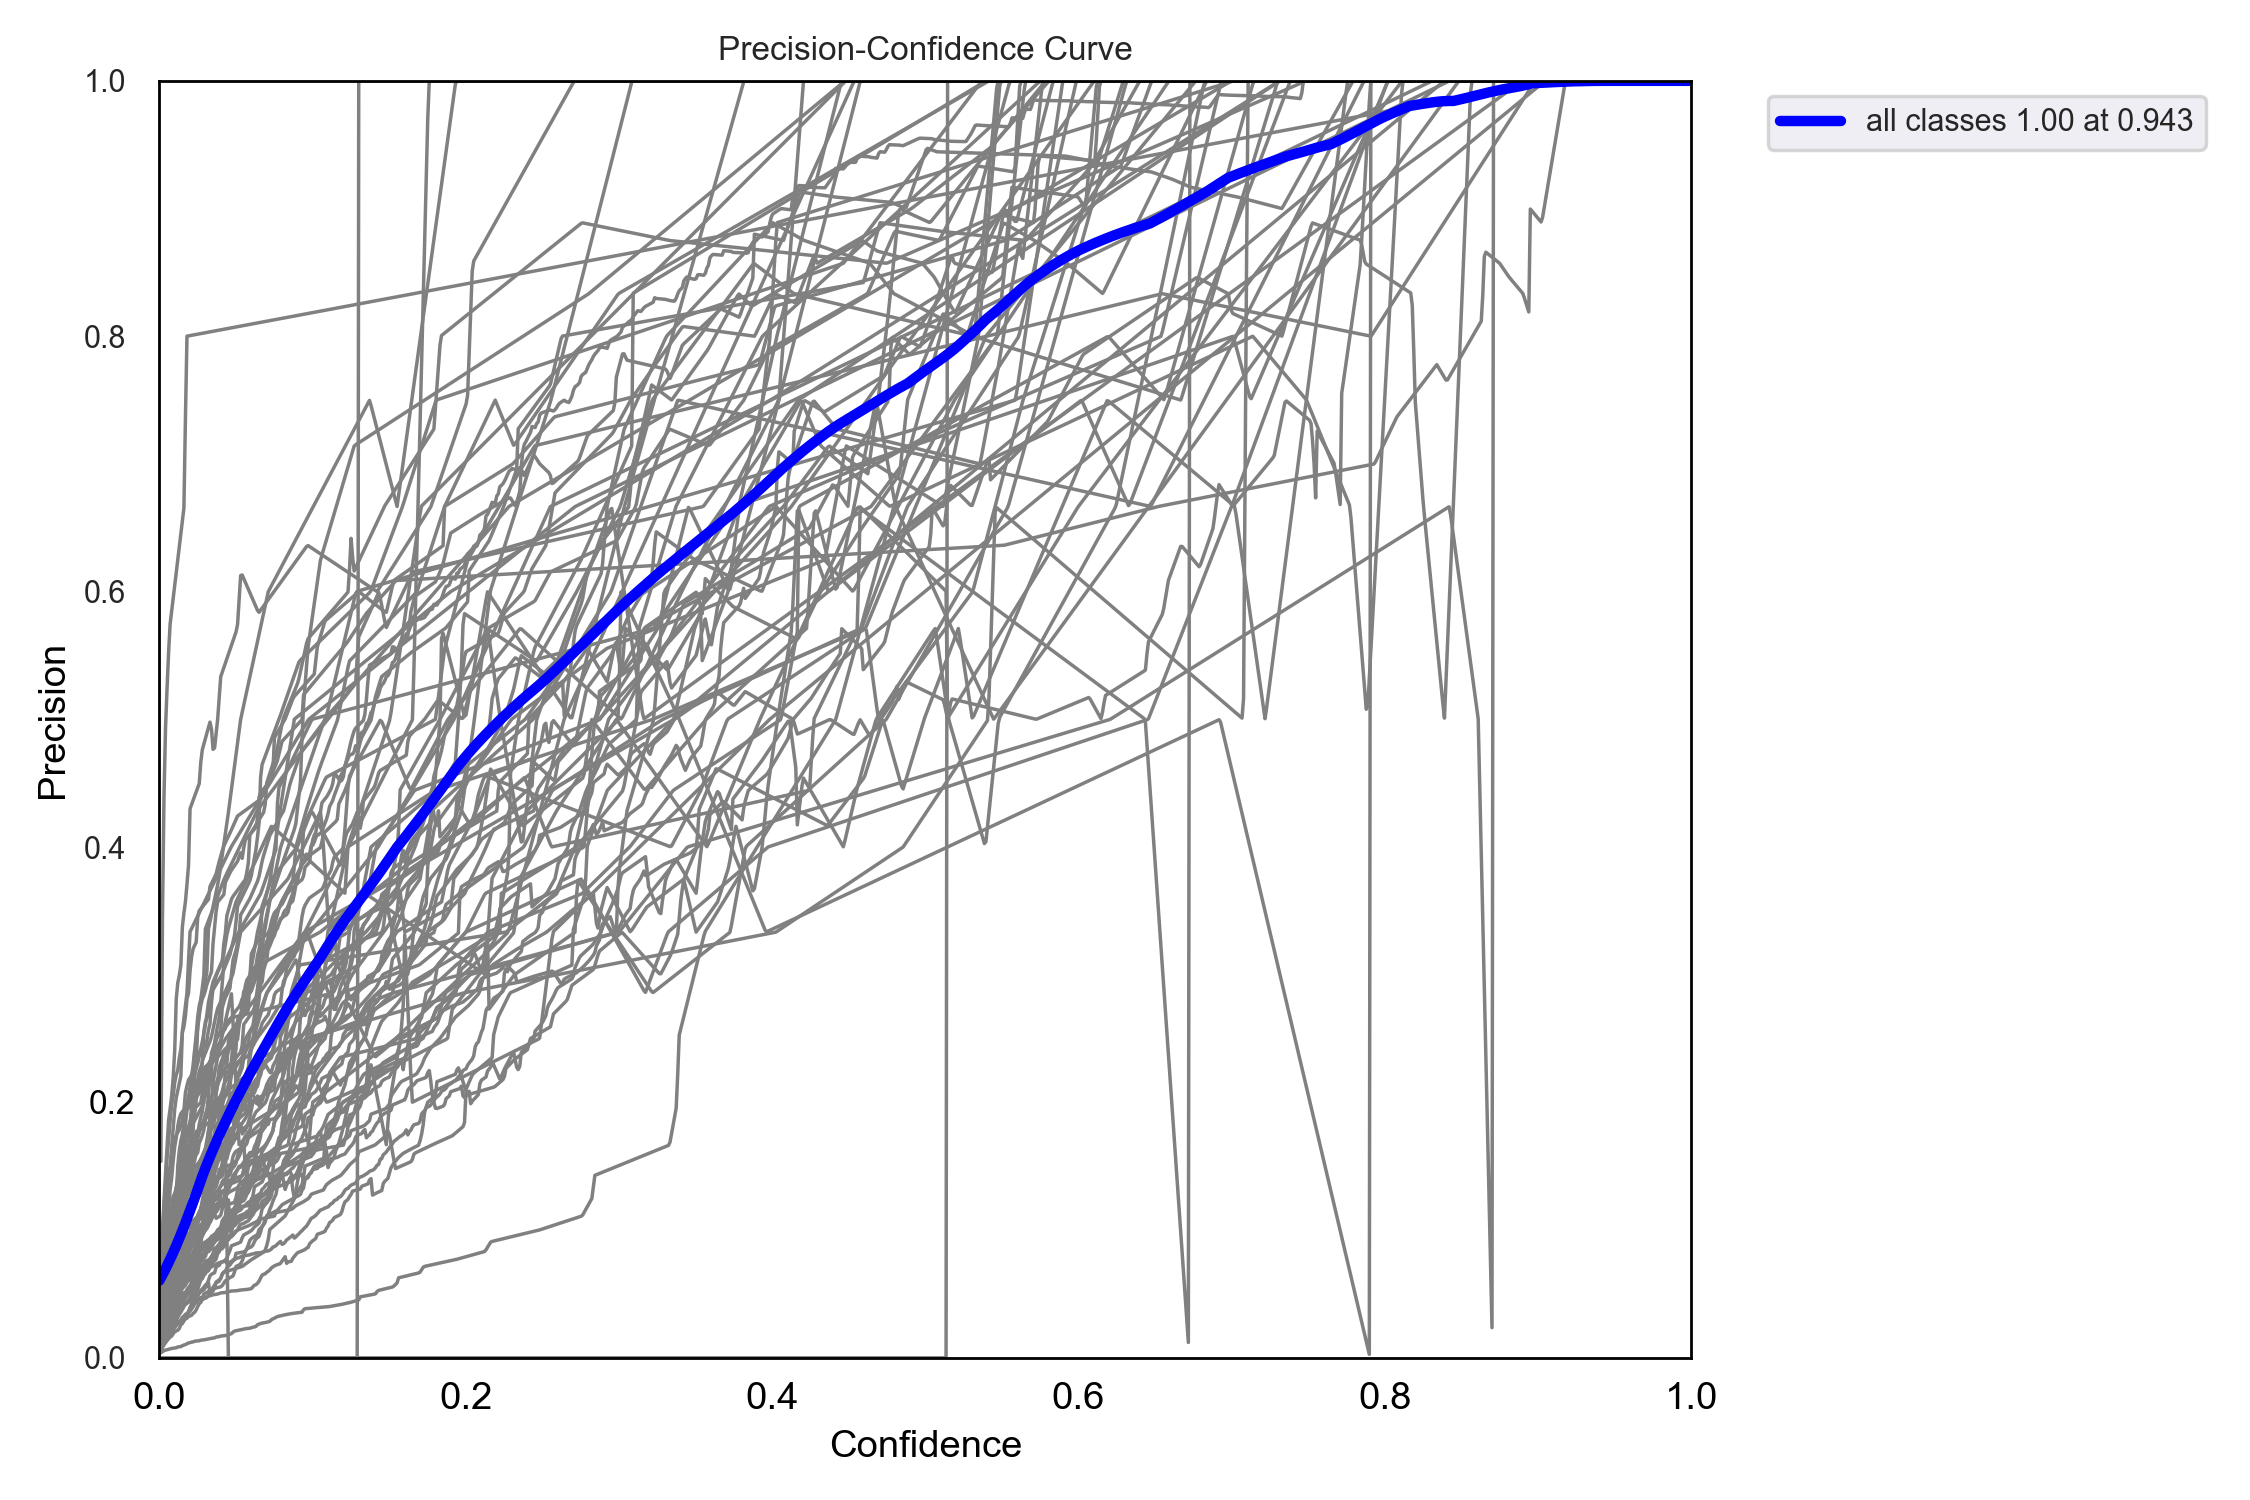 Precision-Confidence Curve
all classes 1.00 at 0.943
1.0
0.8
0.6
0.4
0.2
0.0
Precision
0.0 0.2 0.4 0.6 0.8 1.0
Confidence